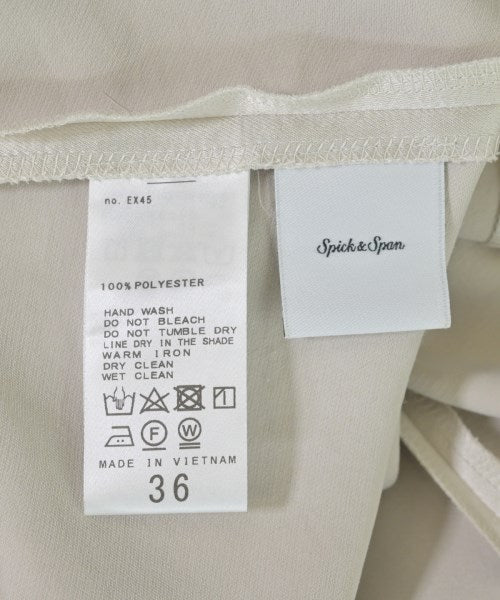 no. EX45
Spick & Span
100% POLYESTER
HAND WASH
DO NOT BLEACH
DO NOT TUMBLE DRY
LINE DRY IN THE SHADE
WARM IRON
DRY CLEAN
WET CLEAN
F W
MADE IN VIETNAM
36